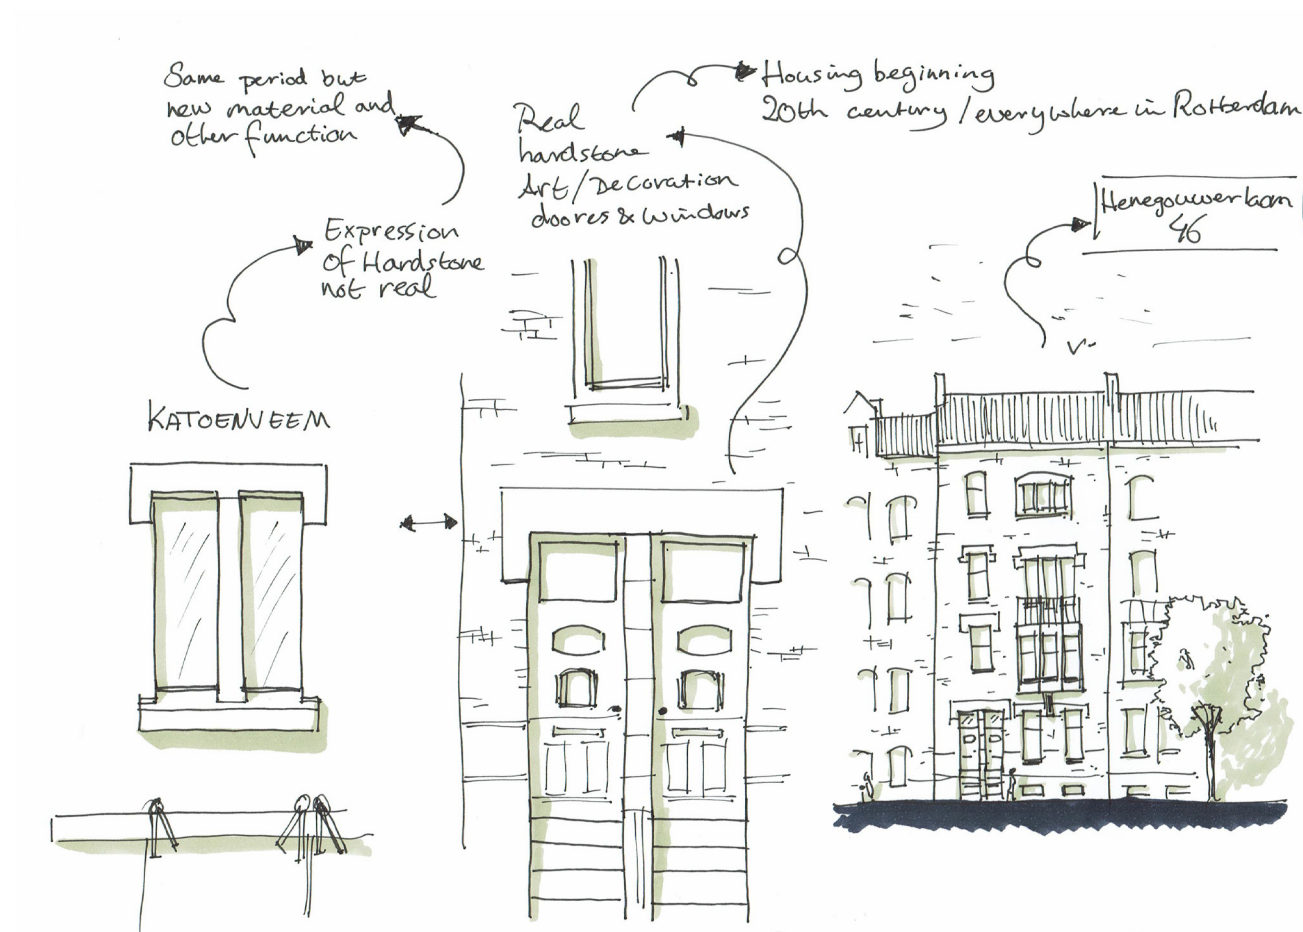 Same period but
new material and
other function
Expression
of Hardstone
not real
KATOENVEEM
Real
hardstone
Art/Decoration
doores & windows
Housing beginning
20th century / everywhere in Rotterdam
Henegouwerlaan
46